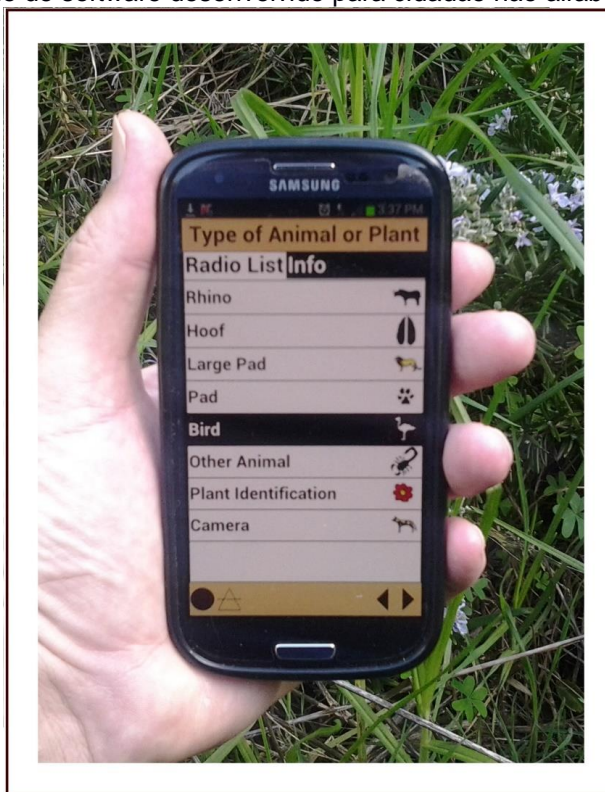 de software desenvolvido para cidadãos não
SAMSUNG
3:37 PM
Type of Animal or Plant
Radio List Info
Rhino
Hoof
Large Pad
Pad
Bird
Other Animal
Plant Identification
Camera